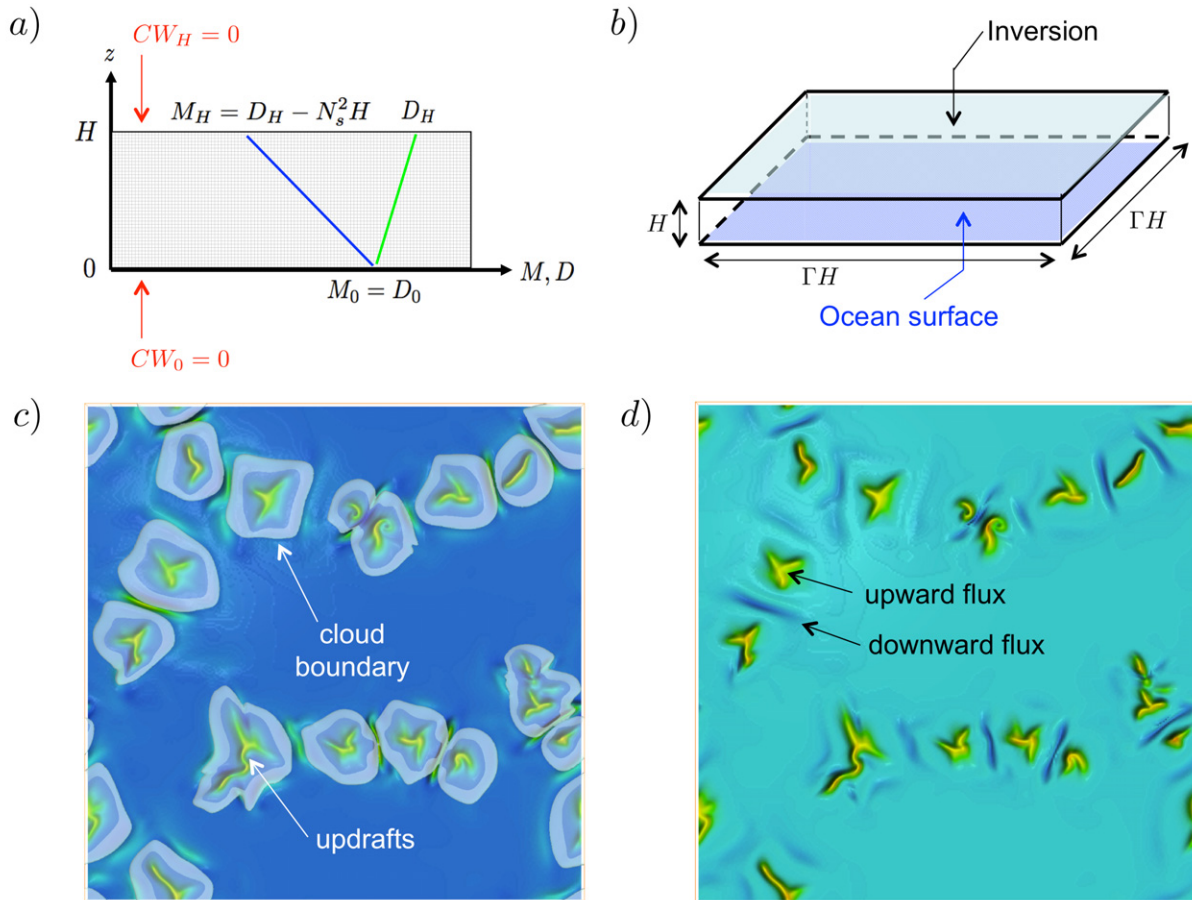 a)
CW_H = 0
z
H
M_H = D_H − N_s^2 H
D_H
0
M, D
M_0 = D_0
CW_0 = 0
b)
Inversion
H
ΓH
ΓH
Ocean surface
c)
cloud
boundary
updrafts
d)
upward flux
downward flux